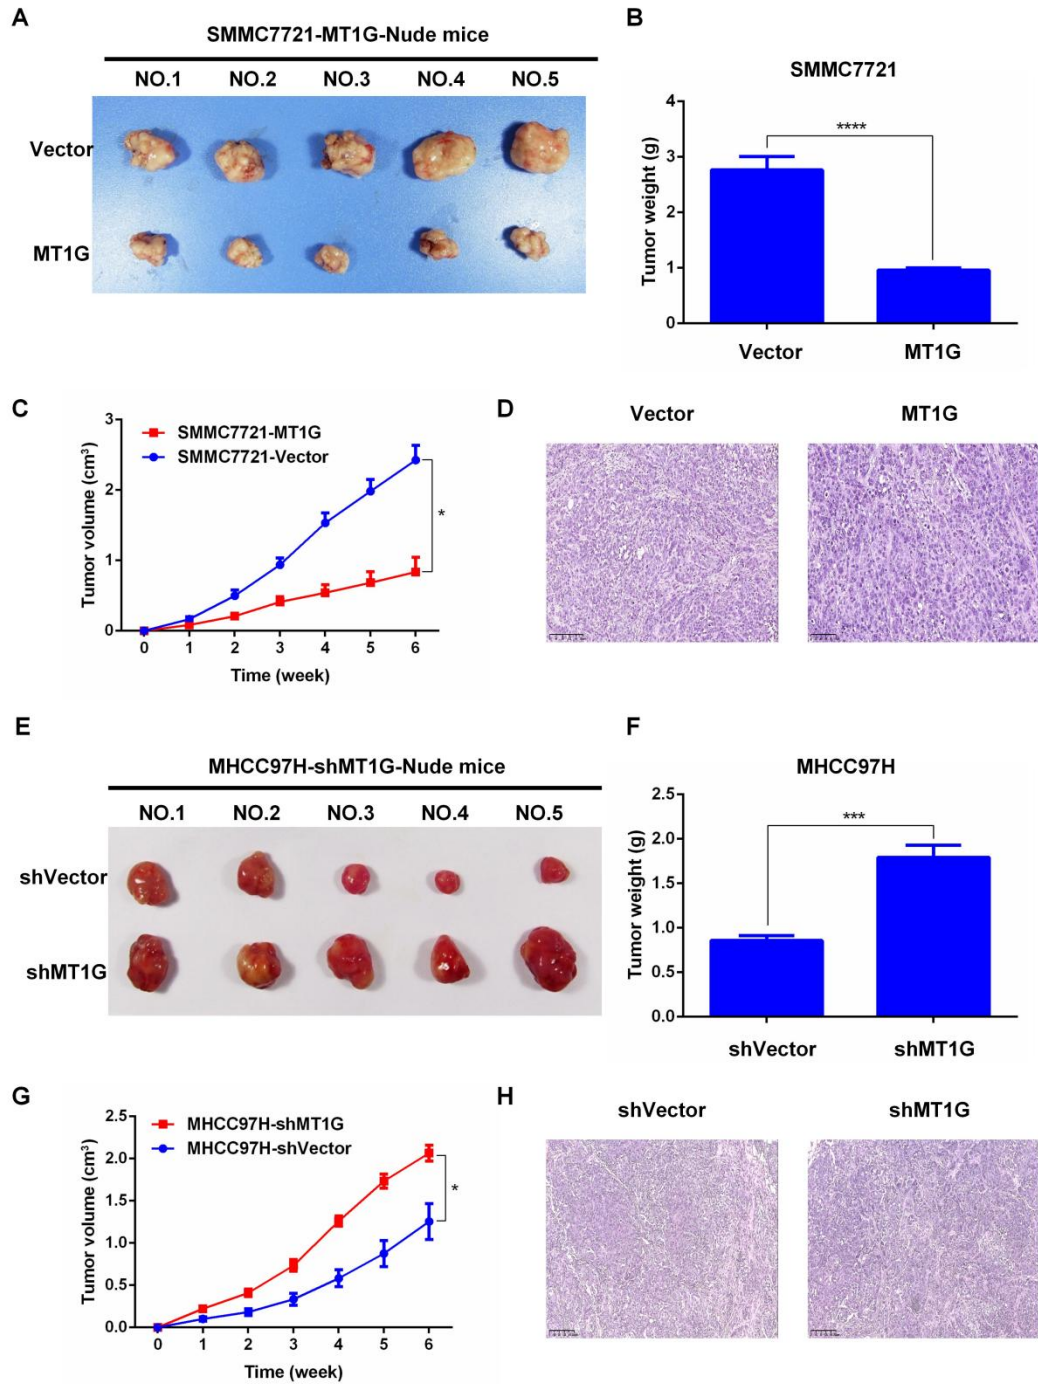 A
SMMC7721-MT1G-Nude mice
NO.1 NO.2 NO.3 NO.4 NO.5
Vector
MT1G
B
SMMC7721
Tumor weight (g)
4
3
2
1
0
****
Vector MT1G
C
Tumor volume (cm³)
3
2
1
0
SMMC7721-MT1G
SMMC7721-Vector
*
0 1 2 3 4 5 6
Time (week)
D
Vector MT1G
E
MHCC97H-shMT1G-Nude mice
NO.1 NO.2 NO.3 NO.4 NO.5
shVector
shMT1G
F
MHCC97H
Tumor weight (g)
2.5
2.0
1.5
1.0
0.5
0.0
***
shVector shMT1G
G
Tumor volume (cm³)
2.5
2.0
1.5
1.0
0.5
0.0
MHCC97H-shMT1G
MHCC97H-shVector
*
0 1 2 3 4 5 6
Time (week)
H
shVector shMT1G